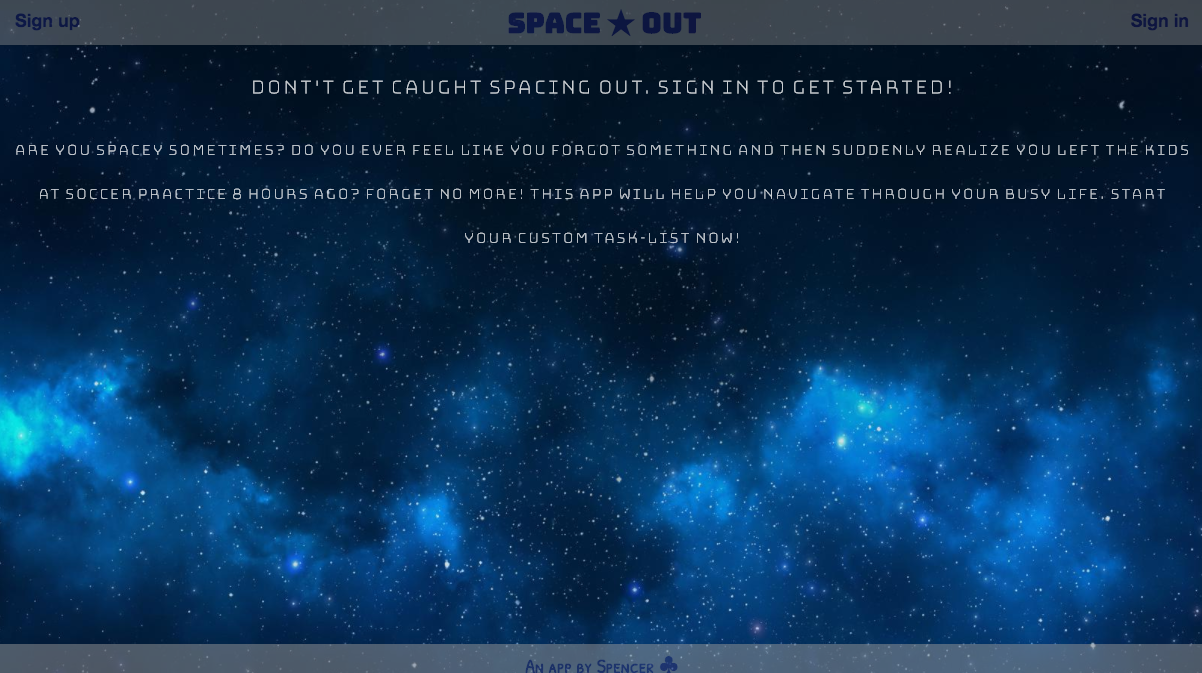 Sign up
SPACE ★ OUT
Sign in
DONT'T GET CAUGHT SPACING OUT. SIGN IN TO GET STARTED!
ARE YOU SPACEY SOMETIMES? DO YOU EVER FEEL LIKE YOU FORGOT SOMETHING AND THEN SUDDENLY REALIZE YOU LEFT THE KIDS
AT SOCCER PRACTICE 8 HOURS AGO? FORGET NO MORE! THIS APP WILL HELP YOU NAVIGATE THROUGH YOUR BUSY LIFE. START
YOUR CUSTOM TASK-LIST NOW!
An app by Spencer ♣